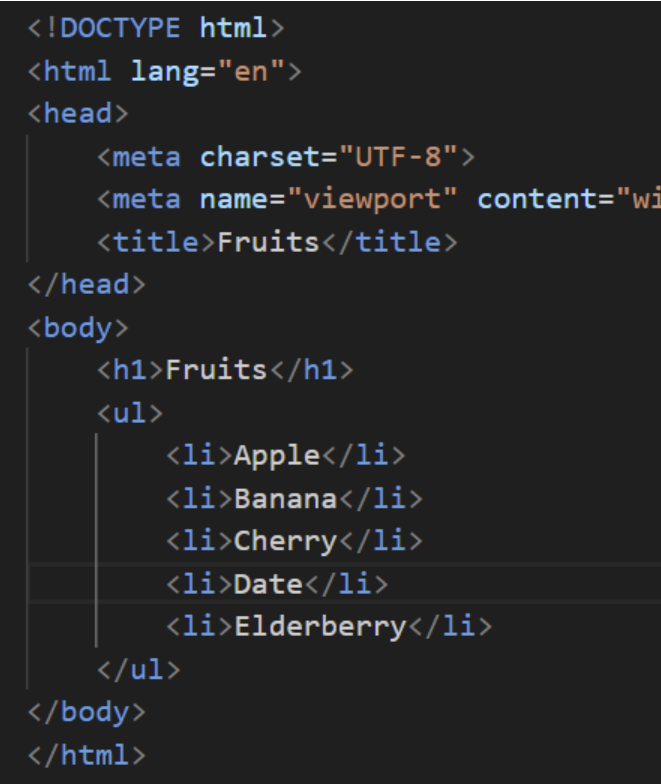 <!DOCTYPE html>
<html lang="en">
<head>
    <meta charset="UTF-8">
    <meta name="viewport" content="wi
    <title>Fruits</title>
</head>
<body>
    <h1>Fruits</h1>
    <ul>
        <li>Apple</li>
        <li>Banana</li>
        <li>Cherry</li>
        <li>Date</li>
        <li>Elderberry</li>
    </ul>
</body>
</html>